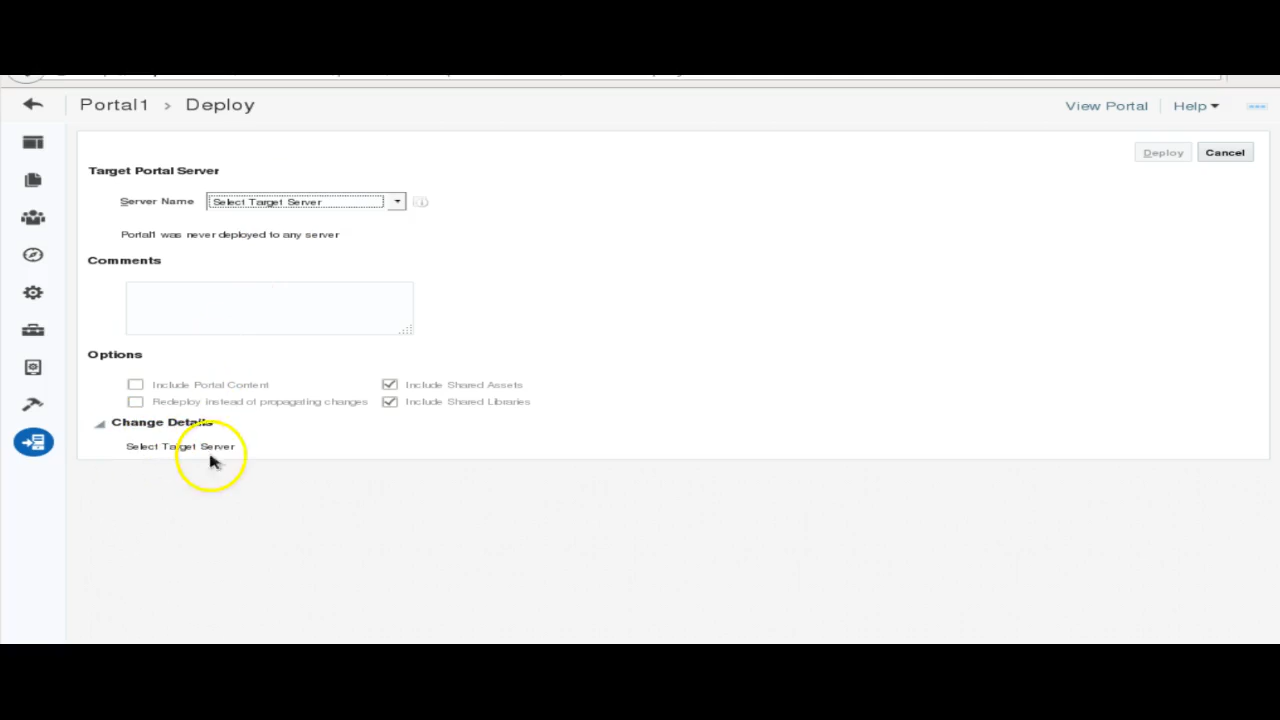 Portal1 > Deploy
View Portal
Help
Deploy
Cancel
Target Portal Server
Server Name
Select Target Server
Portal1 was never deployed to any server
Comments
Options
Include Portal Content
Include Shared Assets
Redeploy instead of propagating changes
Include Shared Libraries
Change Details
Select Target Server